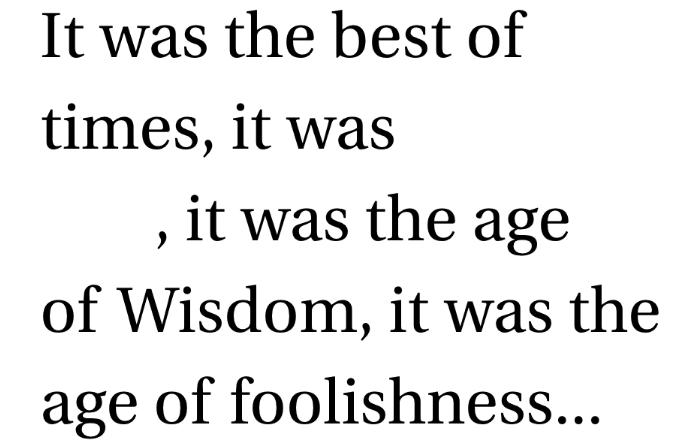 It was the best of
times, it was
, it was the age
of Wisdom, it was the
age of foolishness...